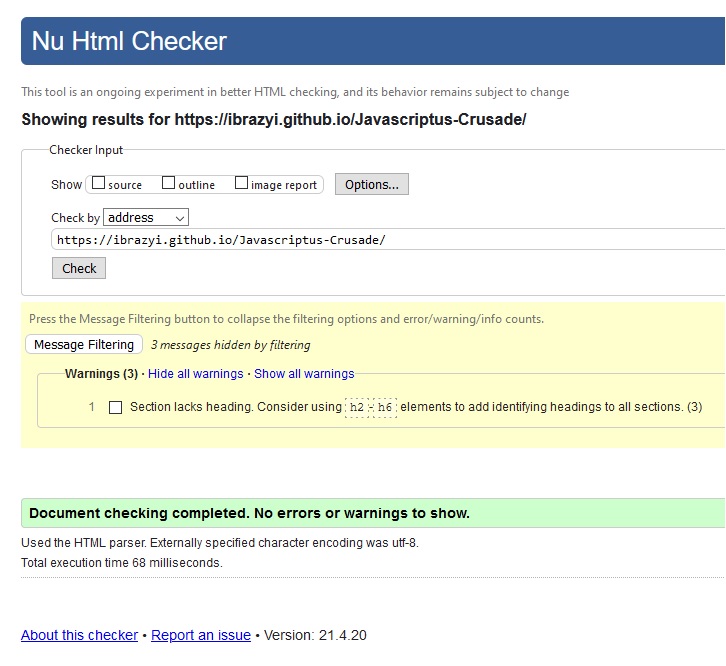 Nu Html Checker
This tool is an ongoing experiment in better HTML checking, and its behavior remains subject to change
Showing results for https://ibrazyi.github.io/Javascriptus-Crusade/
Checker Input
Show source outline image report Options...
Check by address
https://ibrazyi.github.io/Javascriptus-Crusade/
Check
Press the Message Filtering button to collapse the filtering options and error/warning/info counts.
Message Filtering 3 messages hidden by filtering
Warnings (3) · Hide all warnings · Show all warnings
1 Section lacks heading. Consider using h2 - h6 elements to add identifying headings to all sections. (3)
Document checking completed. No errors or warnings to show.
Used the HTML parser. Externally specified character encoding was utf-8.
Total execution time 68 milliseconds.
About this checker • Report an issue • Version: 21.4.20